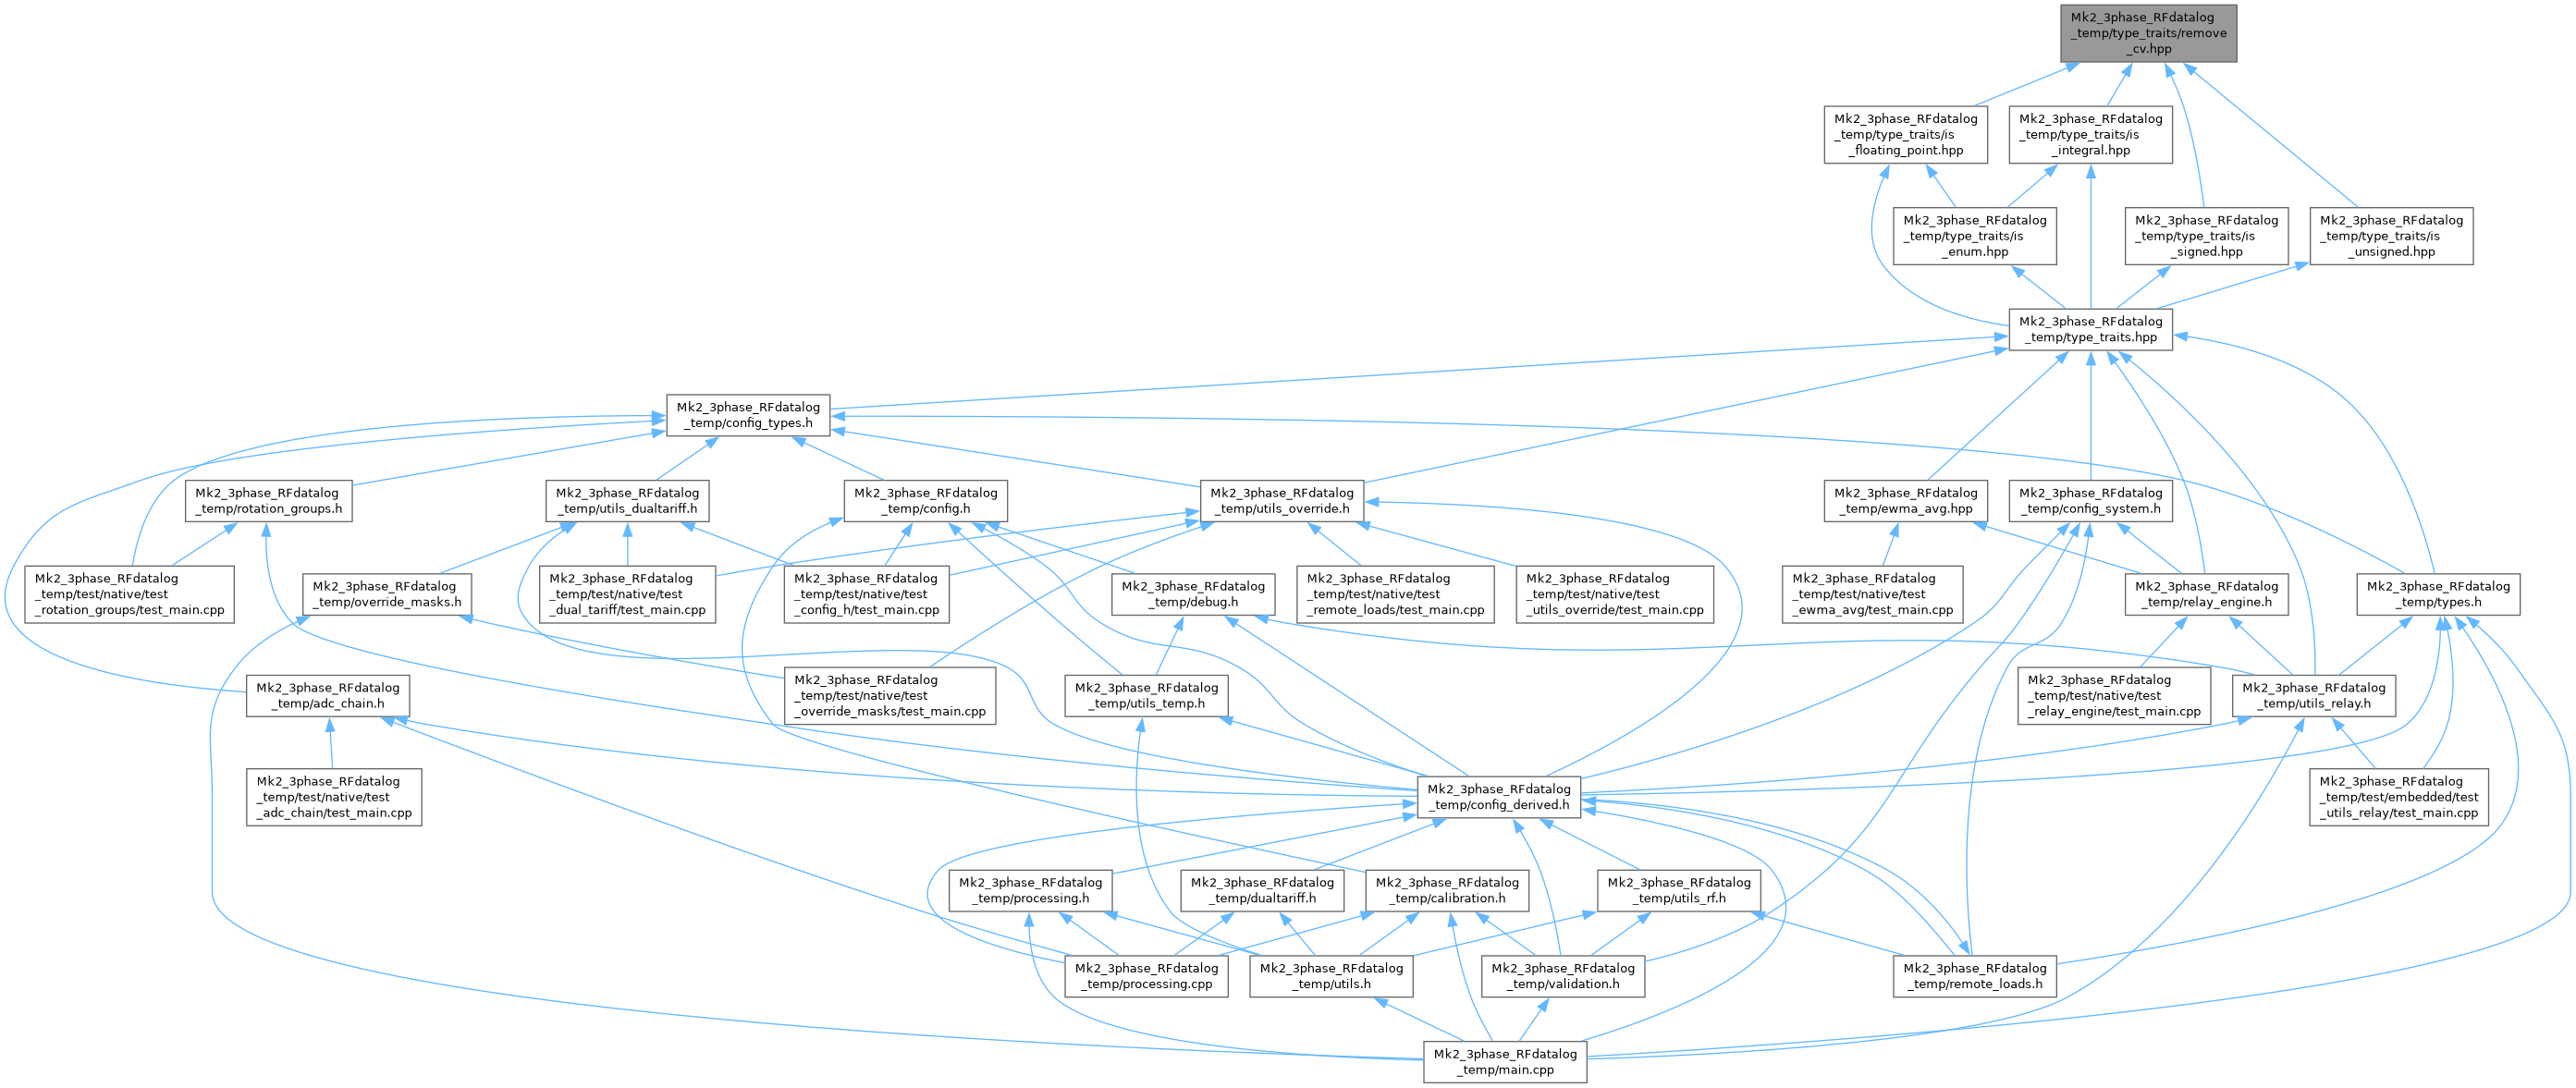 Mk2_3phase_RFdatalog
_temp/type_traits/remove
_cv.hpp
Mk2_3phase_RFdatalog
_temp/type_traits/is
_floating_point.hpp
Mk2_3phase_RFdatalog
_temp/type_traits/is
_integral.hpp
Mk2_3phase_RFdatalog
_temp/type_traits/is
_enum.hpp
Mk2_3phase_RFdatalog
_temp/type_traits/is
_signed.hpp
Mk2_3phase_RFdatalog
_temp/type_traits/is
_unsigned.hpp
Mk2_3phase_RFdatalog
_temp/type_traits.hpp
Mk2_3phase_RFdatalog
_temp/config_types.h
Mk2_3phase_RFdatalog
_temp/rotation_groups.h
Mk2_3phase_RFdatalog
_temp/utils_dualtariff.h
Mk2_3phase_RFdatalog
_temp/config.h
Mk2_3phase_RFdatalog
_temp/utils_override.h
Mk2_3phase_RFdatalog
_temp/ewma_avg.hpp
Mk2_3phase_RFdatalog
_temp/config_system.h
Mk2_3phase_RFdatalog
_temp/test/native/test
_rotation_groups/test_main.cpp
Mk2_3phase_RFdatalog
_temp/override_masks.h
Mk2_3phase_RFdatalog
_temp/test/native/test
_dual_tariff/test_main.cpp
Mk2_3phase_RFdatalog
_temp/test/native/test
_config_h/test_main.cpp
Mk2_3phase_RFdatalog
_temp/debug.h
Mk2_3phase_RFdatalog
_temp/test/native/test
_remote_loads/test_main.cpp
Mk2_3phase_RFdatalog
_temp/test/native/test
_utils_override/test_main.cpp
Mk2_3phase_RFdatalog
_temp/test/native/test
_ewma_avg/test_main.cpp
Mk2_3phase_RFdatalog
_temp/relay_engine.h
Mk2_3phase_RFdatalog
_temp/types.h
Mk2_3phase_RFdatalog
_temp/adc_chain.h
Mk2_3phase_RFdatalog
_temp/test/native/test
_override_masks/test_main.cpp
Mk2_3phase_RFdatalog
_temp/utils_temp.h
Mk2_3phase_RFdatalog
_temp/test/native/test
_relay_engine/test_main.cpp
Mk2_3phase_RFdatalog
_temp/utils_relay.h
Mk2_3phase_RFdatalog
_temp/test/native/test
_adc_chain/test_main.cpp
Mk2_3phase_RFdatalog
_temp/config_derived.h
Mk2_3phase_RFdatalog
_temp/test/embedded/test
_utils_relay/test_main.cpp
Mk2_3phase_RFdatalog
_temp/processing.h
Mk2_3phase_RFdatalog
_temp/dualtariff.h
Mk2_3phase_RFdatalog
_temp/calibration.h
Mk2_3phase_RFdatalog
_temp/utils_rf.h
Mk2_3phase_RFdatalog
_temp/processing.cpp
Mk2_3phase_RFdatalog
_temp/utils.h
Mk2_3phase_RFdatalog
_temp/validation.h
Mk2_3phase_RFdatalog
_temp/remote_loads.h
Mk2_3phase_RFdatalog
_temp/main.cpp